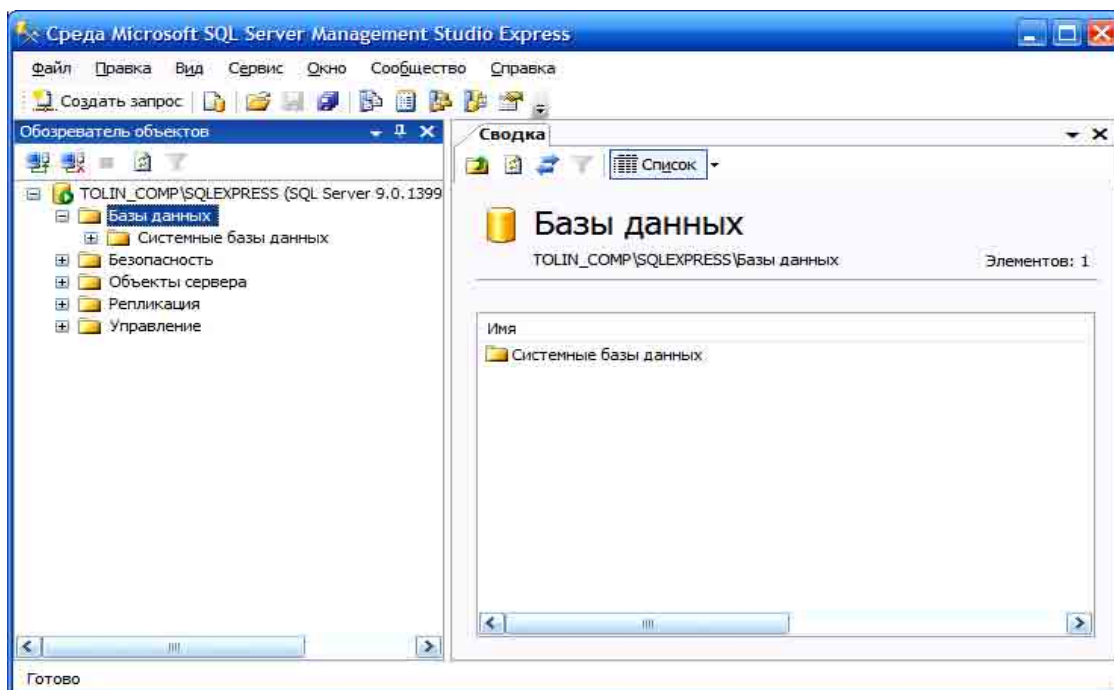 Среда Microsoft SQL Server Management Studio Express
Файл Правка Вид Сервис Окно Сообщество Справка
Создать запрос
Обозреватель объектов
TOLIN_COMP\SQLEXPRESS (SQL Server 9.0.1399
Базы данных
Системные базы данных
Безопасность
Объекты сервера
Репликация
Управление
Сводка
Список
Базы данных
TOLIN_COMP\SQLEXPRESS\Базы данных
Элементов: 1
Имя
Системные базы данных
Готово